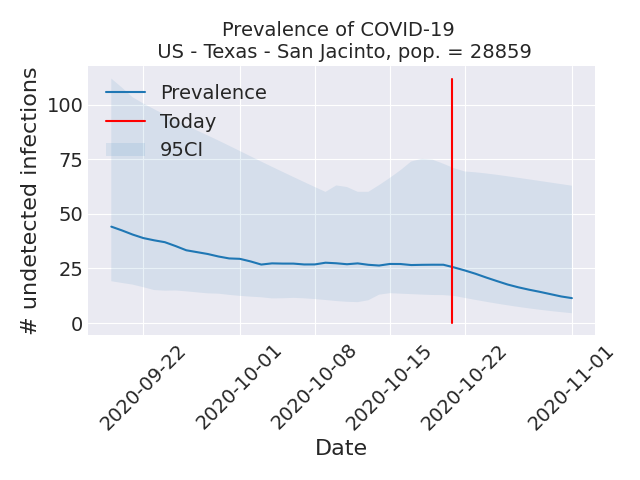 Prevalence of COVID-19
US - Texas - San Jacinto, pop. = 28859
# undetected infections
100
75
50
25
0
Prevalence
Today
95CI
2020-09-22
2020-10-01
2020-10-08
2020-10-15
2020-10-22
2020-11-01
Date